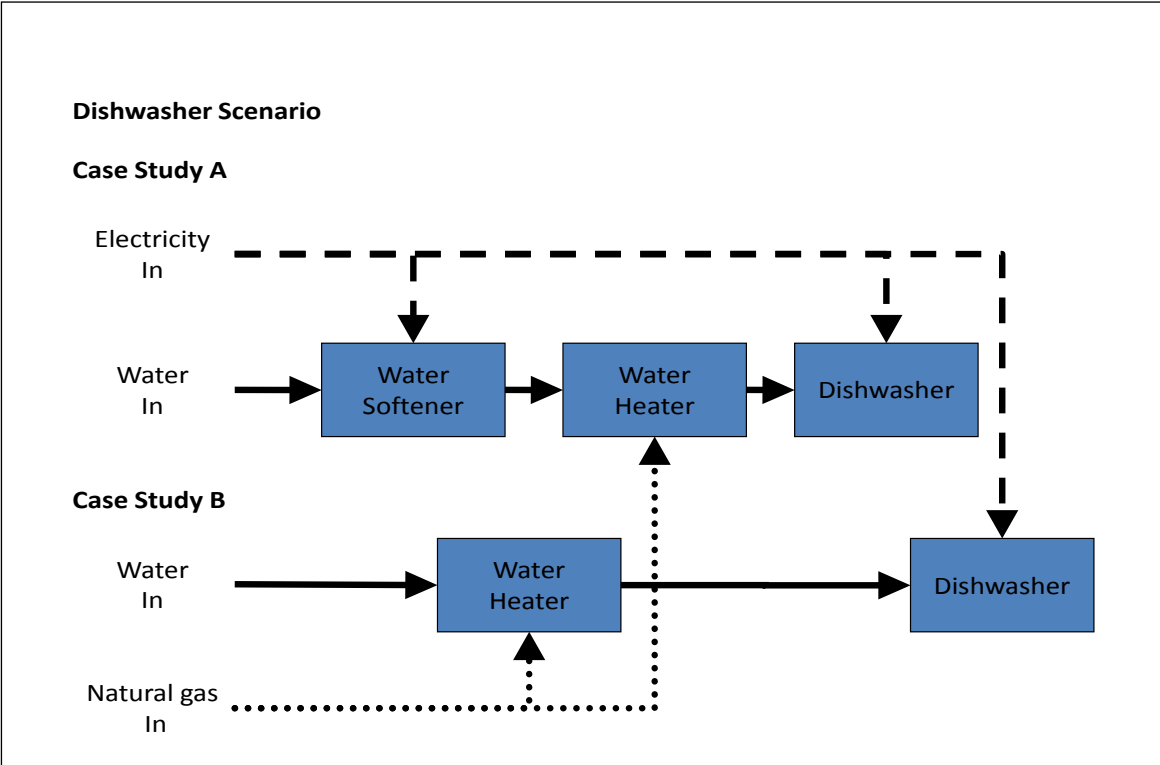 Dishwasher Scenario
Case Study A
Electricity
In
Water
In
Water
Softener
Water
Heater
Dishwasher
Case Study B
Water
In
Water
Heater
Dishwasher
Natural gas
In